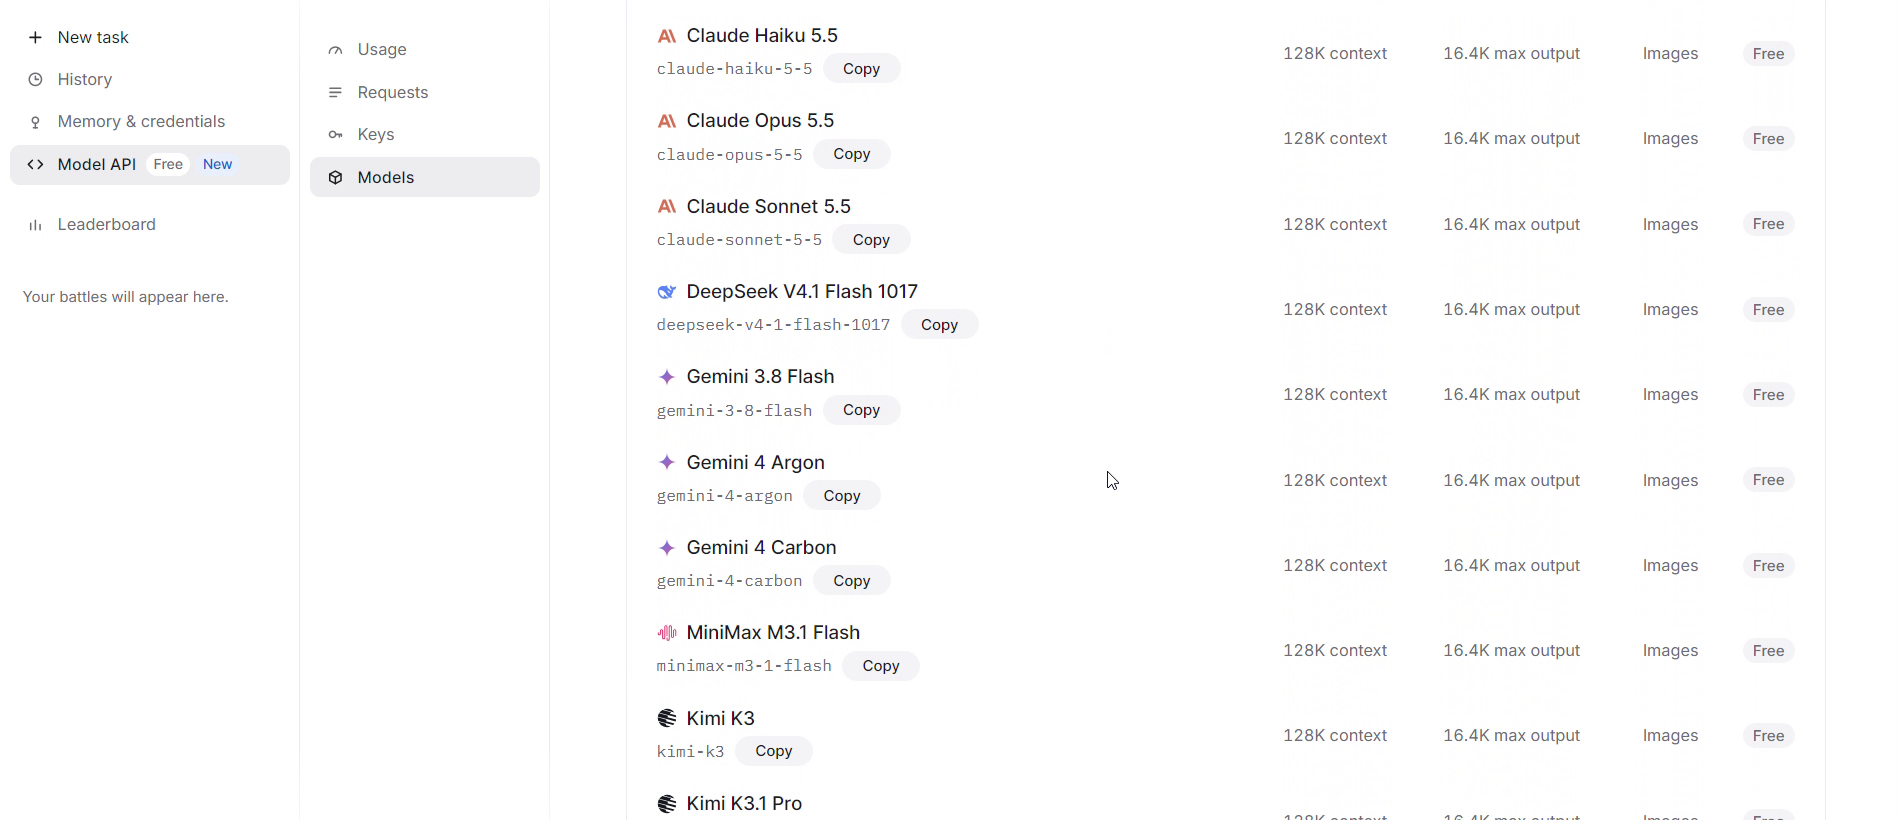 New task
History
Memory & credentials
Model API Free New
Leaderboard
Your battles will appear here.
Usage
Requests
Keys
Models
Claude Haiku 5.5
claude-haiku-5-5 Copy
128K context 16.4K max output Images Free
Claude Opus 5.5
claude-opus-5-5 Copy
128K context 16.4K max output Images Free
Claude Sonnet 5.5
claude-sonnet-5-5 Copy
128K context 16.4K max output Images Free
DeepSeek V4.1 Flash 1017
deepseek-v4-1-flash-1017 Copy
128K context 16.4K max output Images Free
Gemini 3.8 Flash
gemini-3-8-flash Copy
128K context 16.4K max output Images Free
Gemini 4 Argon
gemini-4-argon Copy
128K context 16.4K max output Images Free
Gemini 4 Carbon
gemini-4-carbon Copy
128K context 16.4K max output Images Free
MiniMax M3.1 Flash
minimax-m3-1-flash Copy
128K context 16.4K max output Images Free
Kimi K3
kimi-k3 Copy
128K context 16.4K max output Images Free
Kimi K3.1 Pro
128K context 16.4K max output Images Free